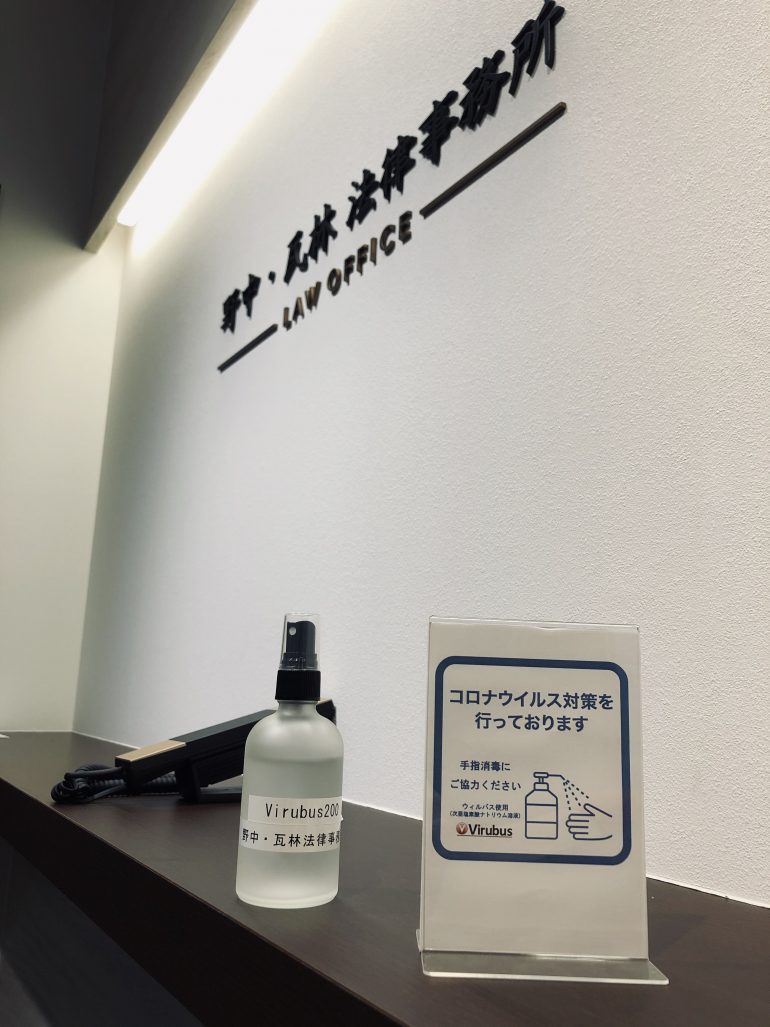 野中・瓦林 法律事務所
LAW OFFICE
Virubus200
野中・瓦林法律事務
コロナウイルス対策を
行っております
手指消毒に
ご協力ください
ウィルバス使用
(次亜塩素酸ナトリウム溶液)
Virubus